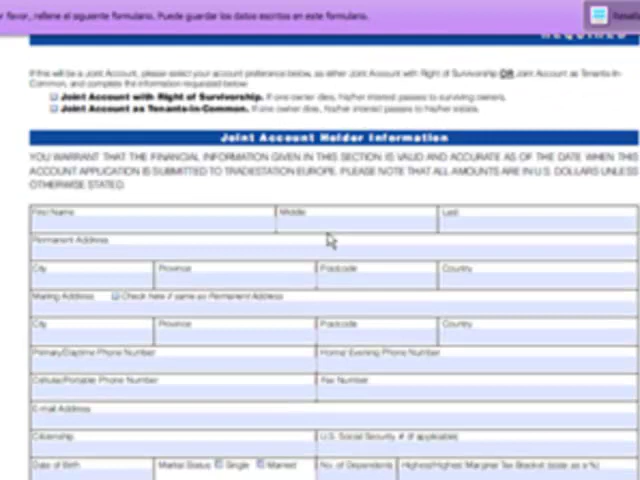 r favor, rellene el siguiente formulario. Puede guardar los datos escritos en este formulario.
REQUIRED
If this will be a Joint Account, please select your account preference below, as either Joint Account with Right of Survivorship OR Joint Account as Tenants-in-
Common, and complete the information requested below:
Joint Account with Right of Survivorship. If one owner dies, his/her interest passes to surviving owners.
Joint Account as Tenants-in-Common. If one owner dies, his/her interest passes to his/her estate.
Joint Account Holder Information
YOU WARRANT THAT THE FINANCIAL INFORMATION GIVEN IN THIS SECTION IS VALID AND ACCURATE AS OF THE DATE WHEN THIS
ACCOUNT APPLICATION IS SUBMITTED TO TRADESTATION EUROPE. PLEASE NOTE THAT ALL AMOUNTS ARE IN U.S. DOLLARS UNLESS
OTHERWISE STATED.
First Name Middle Last
Permanent Address
City Province Postcode Country
Mailing Address Check here if same as Permanent Address
City Province Postcode Country
Primary/Daytime Phone Number Home/Evening Phone Number
Cellular/Portable Phone Number Fax Number
E-mail Address
Citizenship U.S. Social Security # (if applicable)
Date of Birth Marital Status Single Married No. of Dependents Highest/Highest Marginal Tax Bracket (state as a %)